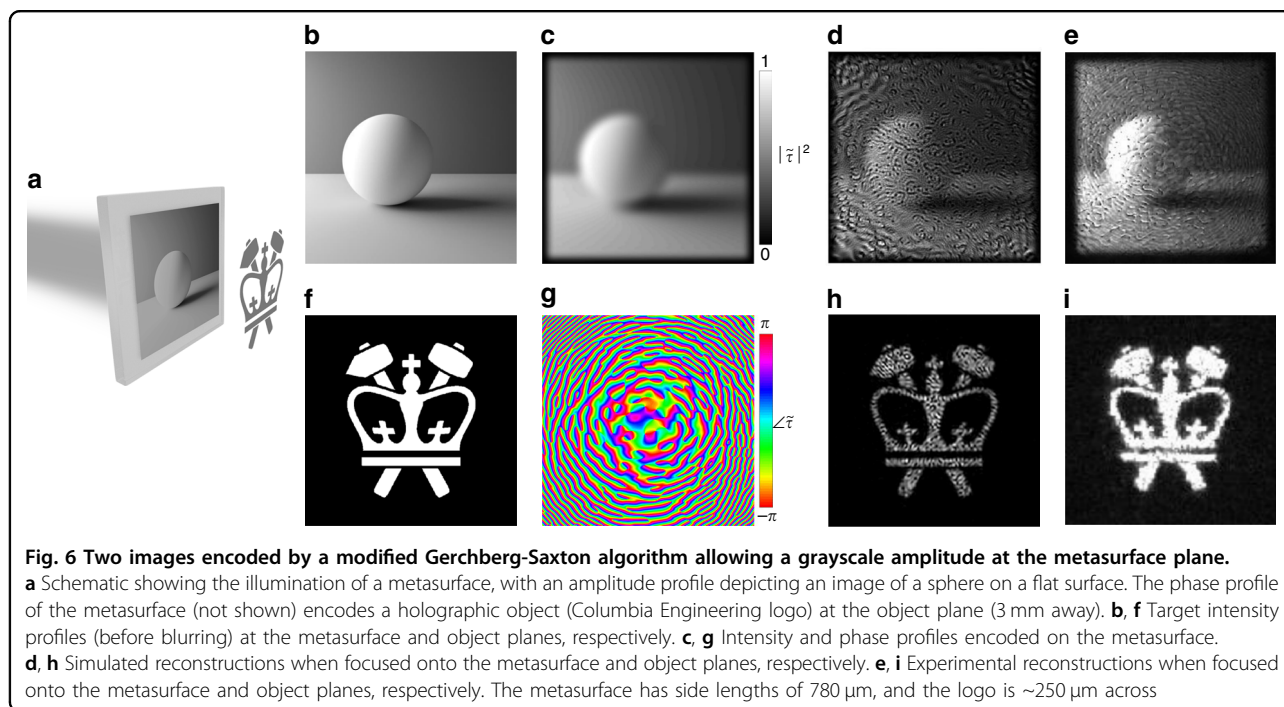 a
b
c
1
|τ̃|²
0
d
e
f
g
π
∠τ̃
−π
h
i
Fig. 6 Two images encoded by a modified Gerchberg-Saxton algorithm allowing a grayscale amplitude at the metasurface plane.
a Schematic showing the illumination of a metasurface, with an amplitude profile depicting an image of a sphere on a flat surface. The phase profile
of the metasurface (not shown) encodes a holographic object (Columbia Engineering logo) at the object plane (3 mm away). b, f Target intensity
profiles (before blurring) at the metasurface and object planes, respectively. c, g Intensity and phase profiles encoded on the metasurface.
d, h Simulated reconstructions when focused onto the metasurface and object planes, respectively. e, i Experimental reconstructions when focused
onto the metasurface and object planes, respectively. The metasurface has side lengths of 780 μm, and the logo is ~250 μm across